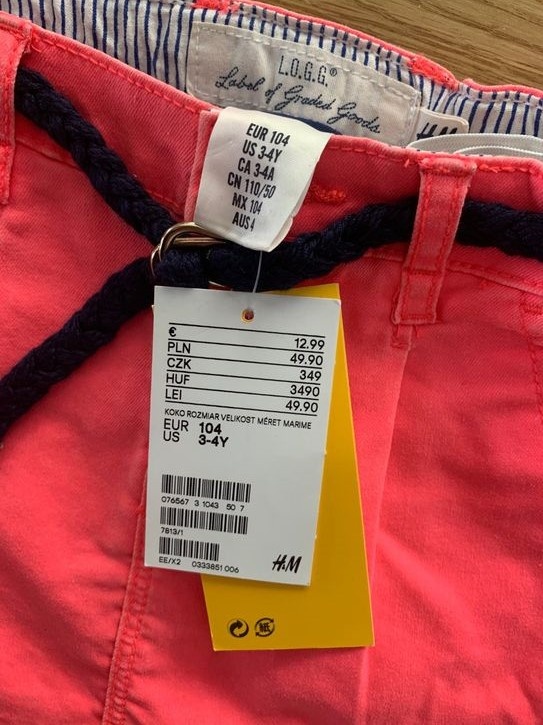 L.O.G.G.®
Label of Graded Goods
H&M
EUR 104
US 3-4Y
CA 3-4A
CN 110/50
MX 104
AUS 4
€ 12.99
PLN 49.90
CZK 349
HUF 3490
LEI 49.90
KOKO ROZMIAR VELIKOST MÉRET MARIME
EUR 104
US 3-4Y
076567 3 1043 50 7
7813/1
EE/X2 0333851 006
H&M